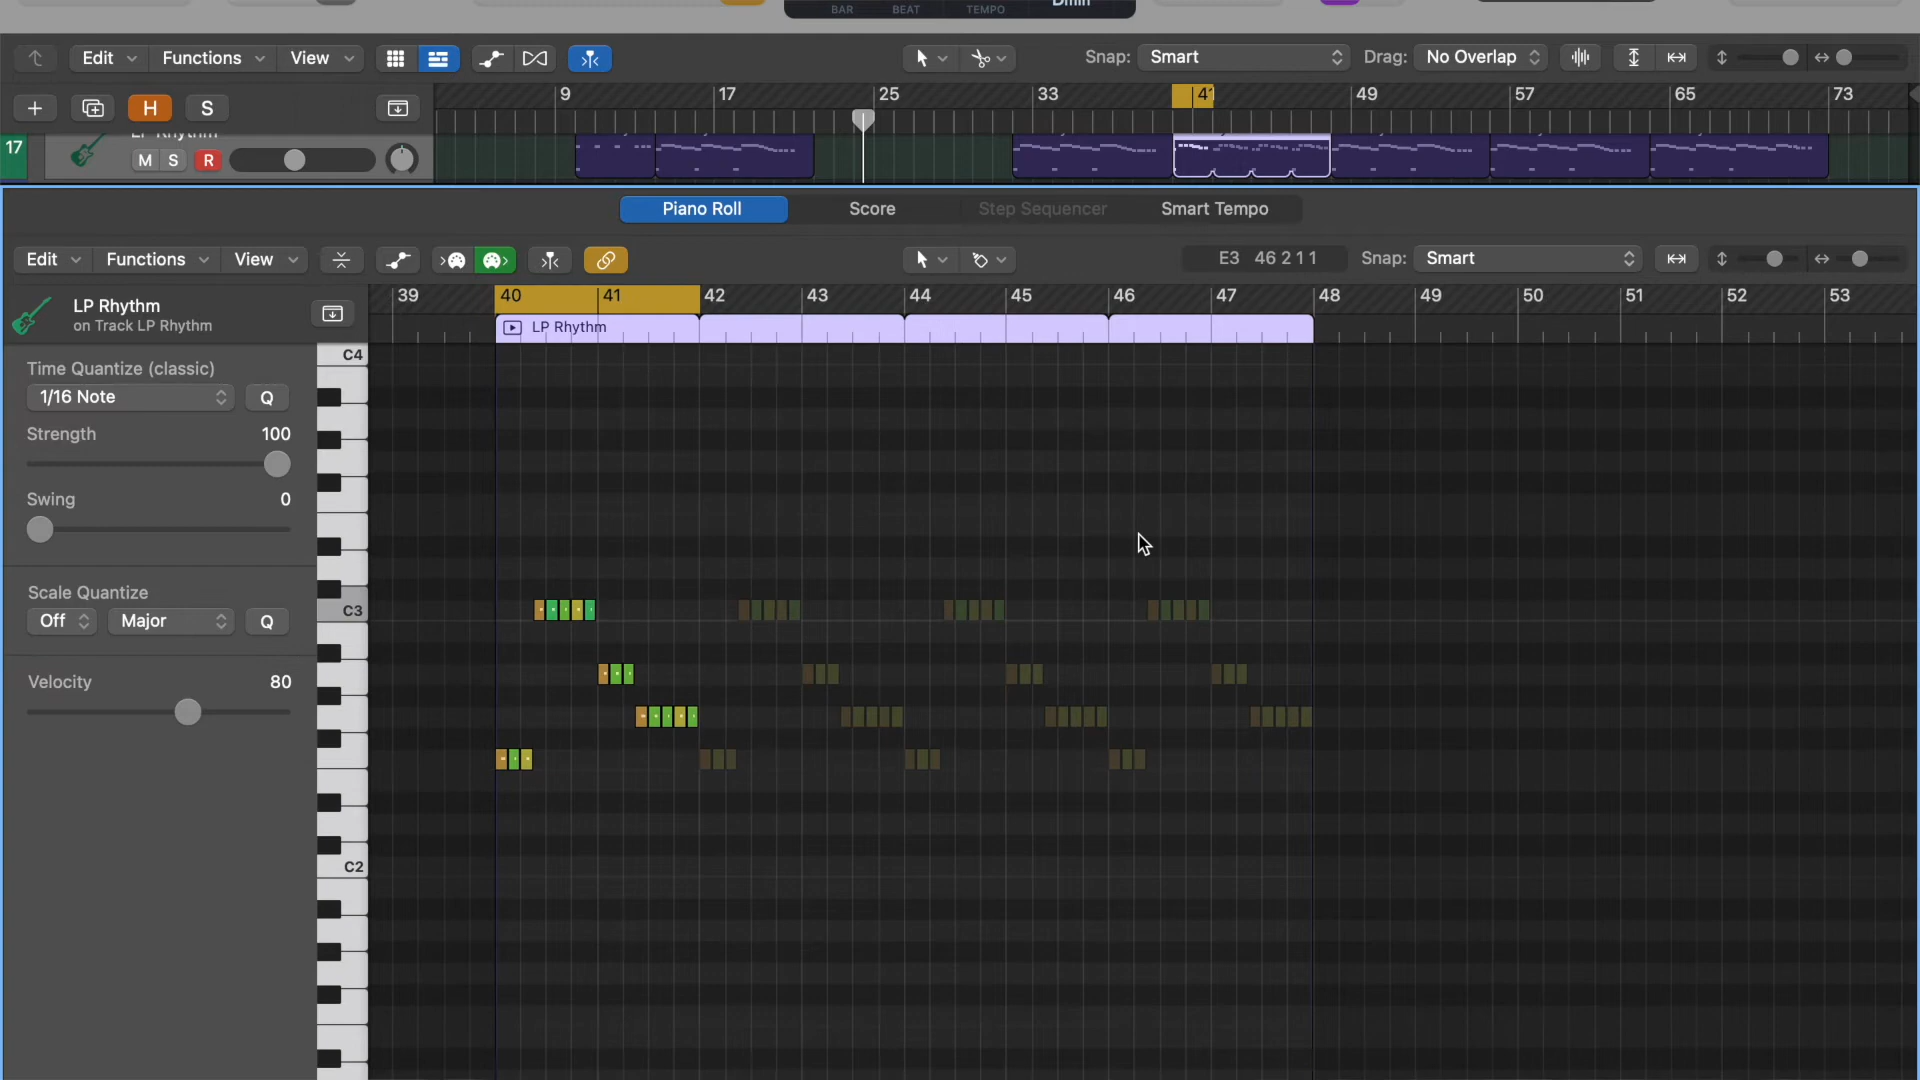 BAR BEAT TEMPO Dmin
Edit Functions View Snap: Smart Drag: No Overlap
H S 9 17 25 33 41 49 57 65 73
17 LP Rhythm
M S R
Piano Roll Score Step Sequencer Smart Tempo
Edit Functions View E3 46 2 1 1 Snap: Smart
39 40 41 42 43 44 45 46 47 48 49 50 51 52 53
LP Rhythm
on Track LP Rhythm
LP Rhythm
C4
Time Quantize (classic)
1/16 Note Q
Strength 100
Swing 0
Scale Quantize
C3
Off Major Q
Velocity 80
C2